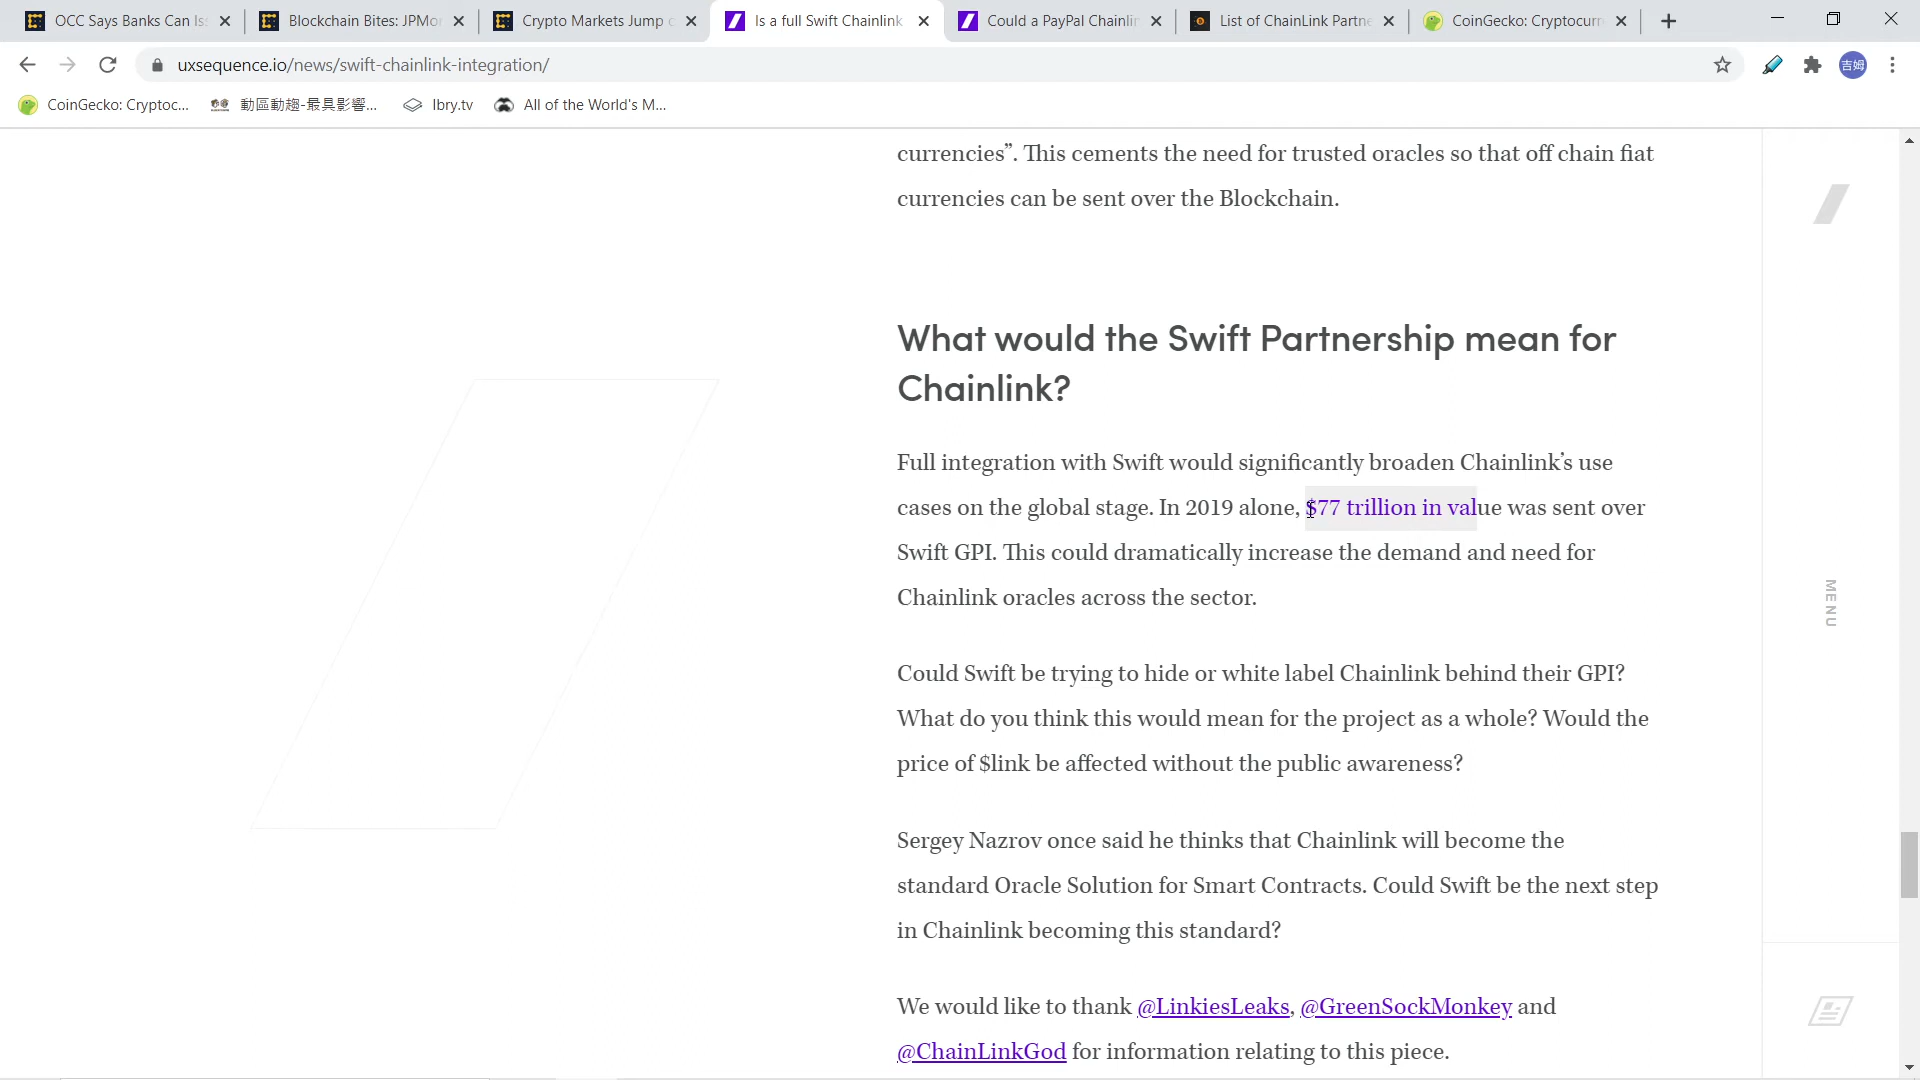 OCC Says Banks Can Is
Blockchain Bites: JPMor
Crypto Markets Jump
Is a full Swift Chainlink
Could a PayPal Chainlin
List of ChainLink Partne
CoinGecko: Cryptocurr
uxsequence.io/news/swift-chainlink-integration/
吉姆
CoinGecko: Cryptoc...
動區動趨-最具影響...
lbry.tv
All of the World's M...
currencies”. This cements the need for trusted oracles so that off chain fiat
currencies can be sent over the Blockchain.
What would the Swift Partnership mean for
Chainlink?
Full integration with Swift would significantly broaden Chainlink’s use
cases on the global stage. In 2019 alone, $77 trillion in value was sent over
Swift GPI. This could dramatically increase the demand and need for
Chainlink oracles across the sector.
Could Swift be trying to hide or white label Chainlink behind their GPI?
What do you think this would mean for the project as a whole? Would the
price of $link be affected without the public awareness?
Sergey Nazrov once said he thinks that Chainlink will become the
standard Oracle Solution for Smart Contracts. Could Swift be the next step
in Chainlink becoming this standard?
We would like to thank @LinkiesLeaks, @GreenSockMonkey and
@ChainLinkGod for information relating to this piece.
MENU